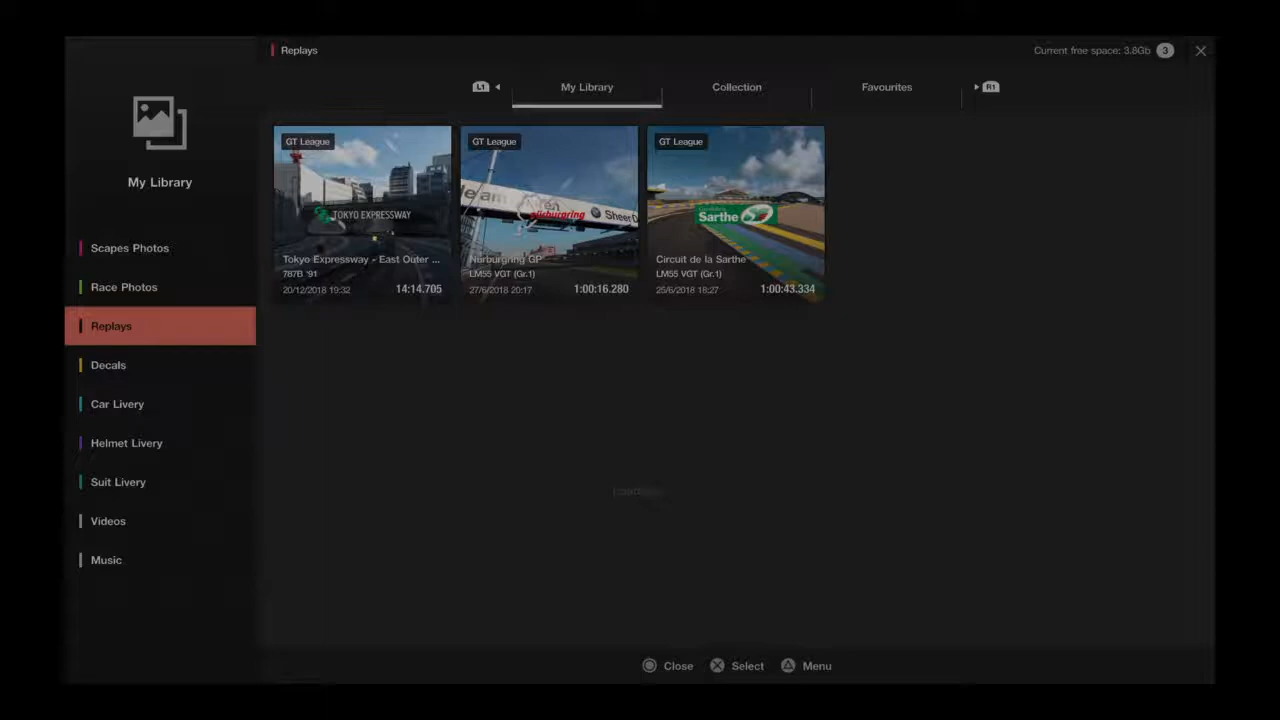 Replays
Current free space: 3.8Gb 3
L1 My Library Collection Favourites R1
My Library
Scapes Photos
Race Photos
Replays
Decals
Car Livery
Helmet Livery
Suit Livery
Videos
Music
GT League
TOKYO EXPRESSWAY
Tokyo Expressway - East Outer ...
787B '91
20/12/2018 19:32 14:14.705
GT League
nürburgring
Nürburgring GP
LM55 VGT (Gr.1)
27/6/2018 20:17 1:00:16.280
GT League
Sarthe
Circuit de la Sarthe
LM55 VGT (Gr.1)
25/6/2018 18:27 1:00:43.334
Close Select Menu